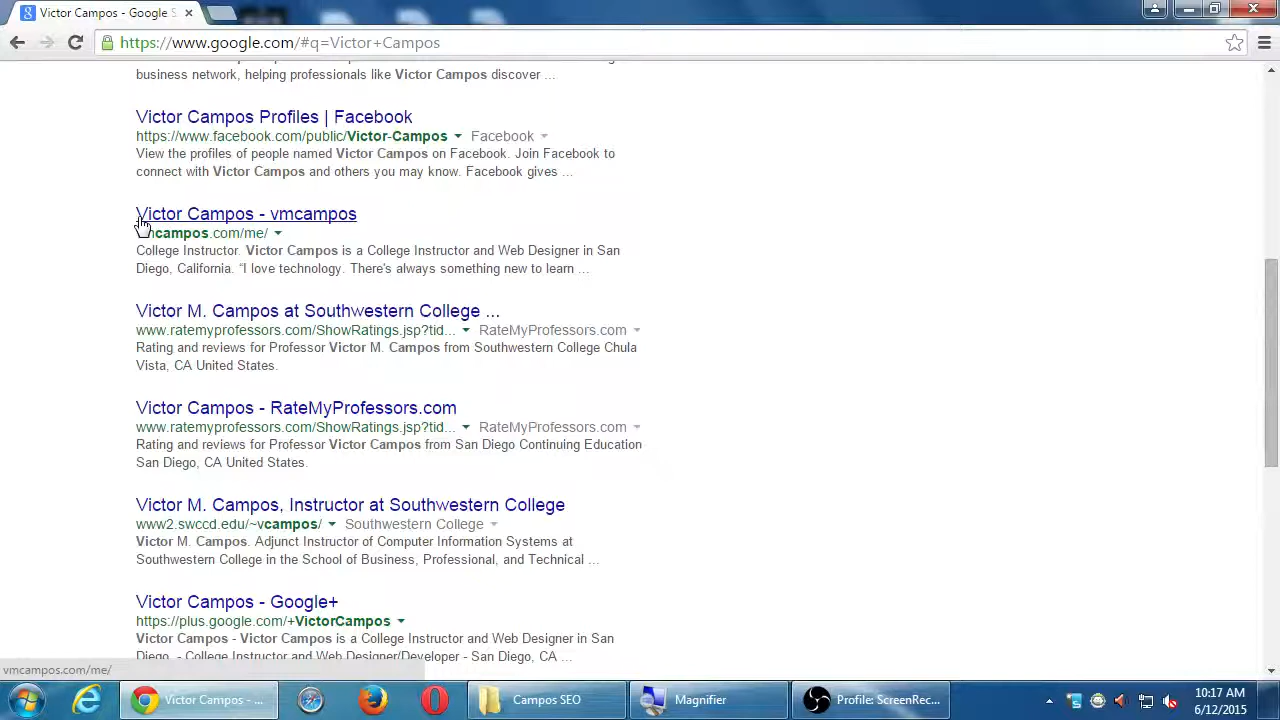 Victor Campos - Google S
https://www.google.com/#q=Victor+Campos
business network, helping professionals like Victor Campos discover ...
Victor Campos Profiles | Facebook
https://www.facebook.com/public/Victor-Campos Facebook
View the profiles of people named Victor Campos on Facebook. Join Facebook to
connect with Victor Campos and others you may know. Facebook gives ...
Victor Campos - vmcampos
vmcampos.com/me/
College Instructor. Victor Campos is a College Instructor and Web Designer in San
Diego, California. “I love technology. There's always something new to learn ...
Victor M. Campos at Southwestern College ...
www.ratemyprofessors.com/ShowRatings.jsp?tid... RateMyProfessors.com
Rating and reviews for Professor Victor M. Campos from Southwestern College Chula
Vista, CA United States.
Victor Campos - RateMyProfessors.com
www.ratemyprofessors.com/ShowRatings.jsp?tid... RateMyProfessors.com
Rating and reviews for Professor Victor Campos from San Diego Continuing Education
San Diego, CA United States.
Victor M. Campos, Instructor at Southwestern College
www2.swccd.edu/~vcampos/ Southwestern College
Victor M. Campos. Adjunct Instructor of Computer Information Systems at
Southwestern College in the School of Business, Professional, and Technical ...
Victor Campos - Google+
https://plus.google.com/+VictorCampos
Victor Campos - Victor Campos is a College Instructor and Web Designer in San
Diego. - College Instructor and Web Designer/Developer - San Diego, CA ...
vmcampos.com/me/
Victor Campos - ...
Campos SEO
Magnifier
Profile: ScreenRec...
10:17 AM
6/12/2015